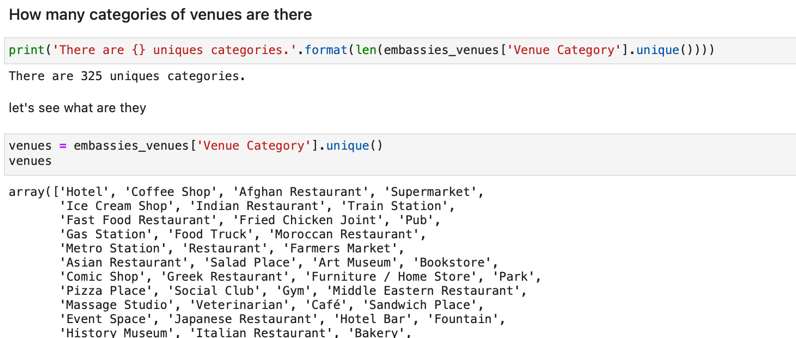 How many categories of venues are there
print('There are {} uniques categories.'.format(len(embassies_venues['Venue Category'].unique())))
There are 325 uniques categories.
let's see what are they
venues = embassies_venues['Venue Category'].unique()
venues
array(['Hotel', 'Coffee Shop', 'Afghan Restaurant', 'Supermarket',
'Ice Cream Shop', 'Indian Restaurant', 'Train Station',
'Fast Food Restaurant', 'Fried Chicken Joint', 'Pub',
'Gas Station', 'Food Truck', 'Moroccan Restaurant',
'Metro Station', 'Restaurant', 'Farmers Market',
'Asian Restaurant', 'Salad Place', 'Art Museum', 'Bookstore',
'Comic Shop', 'Greek Restaurant', 'Furniture / Home Store', 'Park',
'Pizza Place', 'Social Club', 'Gym', 'Middle Eastern Restaurant',
'Massage Studio', 'Veterinarian', 'Café', 'Sandwich Place',
'Event Space', 'Japanese Restaurant', 'Hotel Bar', 'Fountain',
'History Museum', 'Italian Restaurant', 'Bakery',